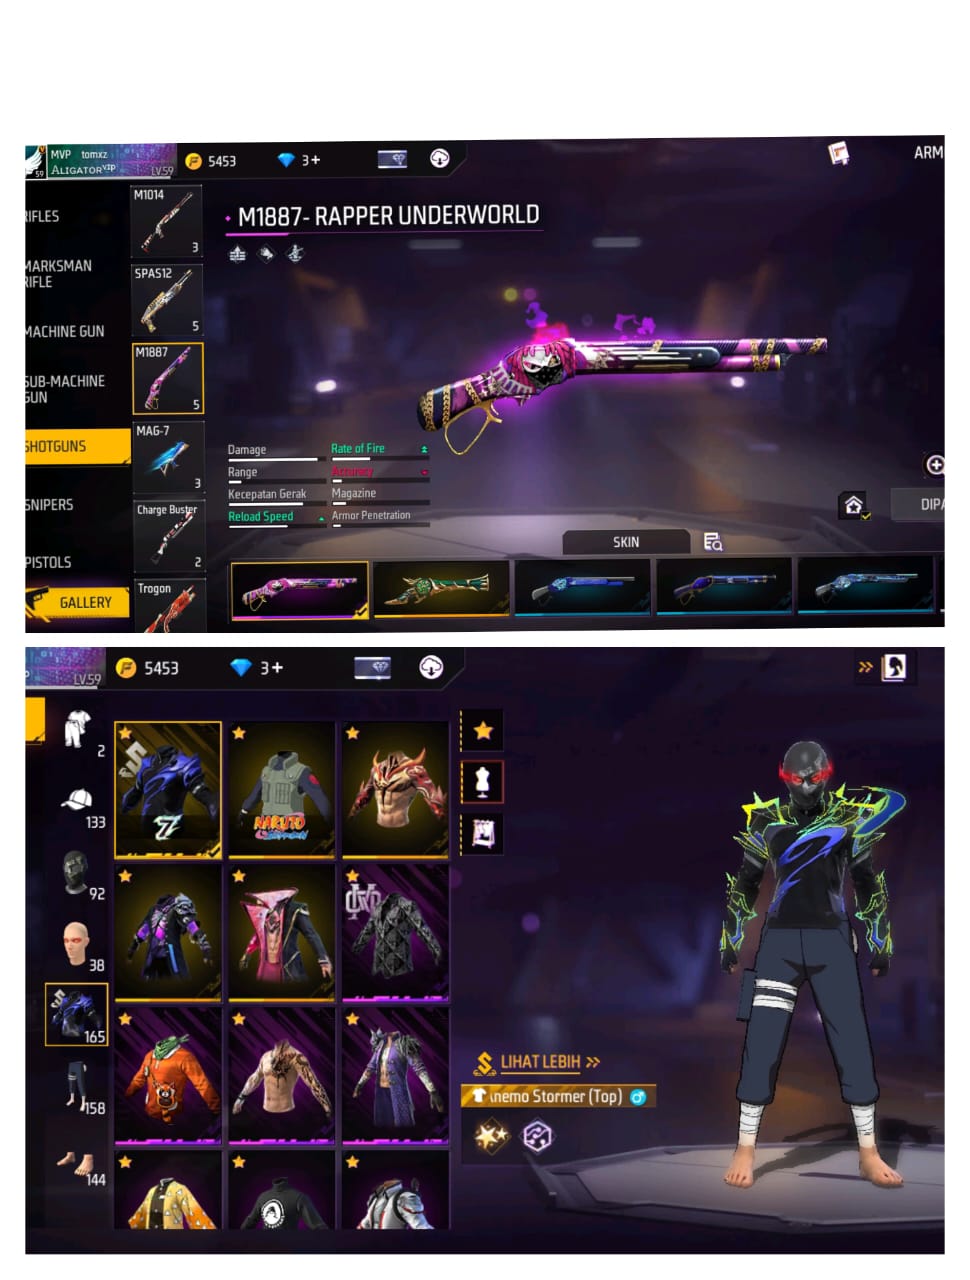 MVP tomxz
ALIGATORVIP
LV.59
59
5453
3+
ARM
M1014
3
IFLES
M1887- RAPPER UNDERWORLD
MARKSMAN
RIFLE
SPAS12
5
MACHINE GUN
M1887
5
SUB-MACHINE
GUN
MAG-7
3
SHOTGUNS
Damage
Rate of Fire
Range
Accuracy
Kecepatan Gerak
Magazine
Reload Speed
Armor Penetration
SNIPERS
Charge Buster
2
DIPA
PISTOLS
SKIN
Trogon
GALLERY
LV.59
5453
3+
2
133
92
38
165
158
144
NARUTO
LIHAT LEBIH
nemo Stormer (Top)